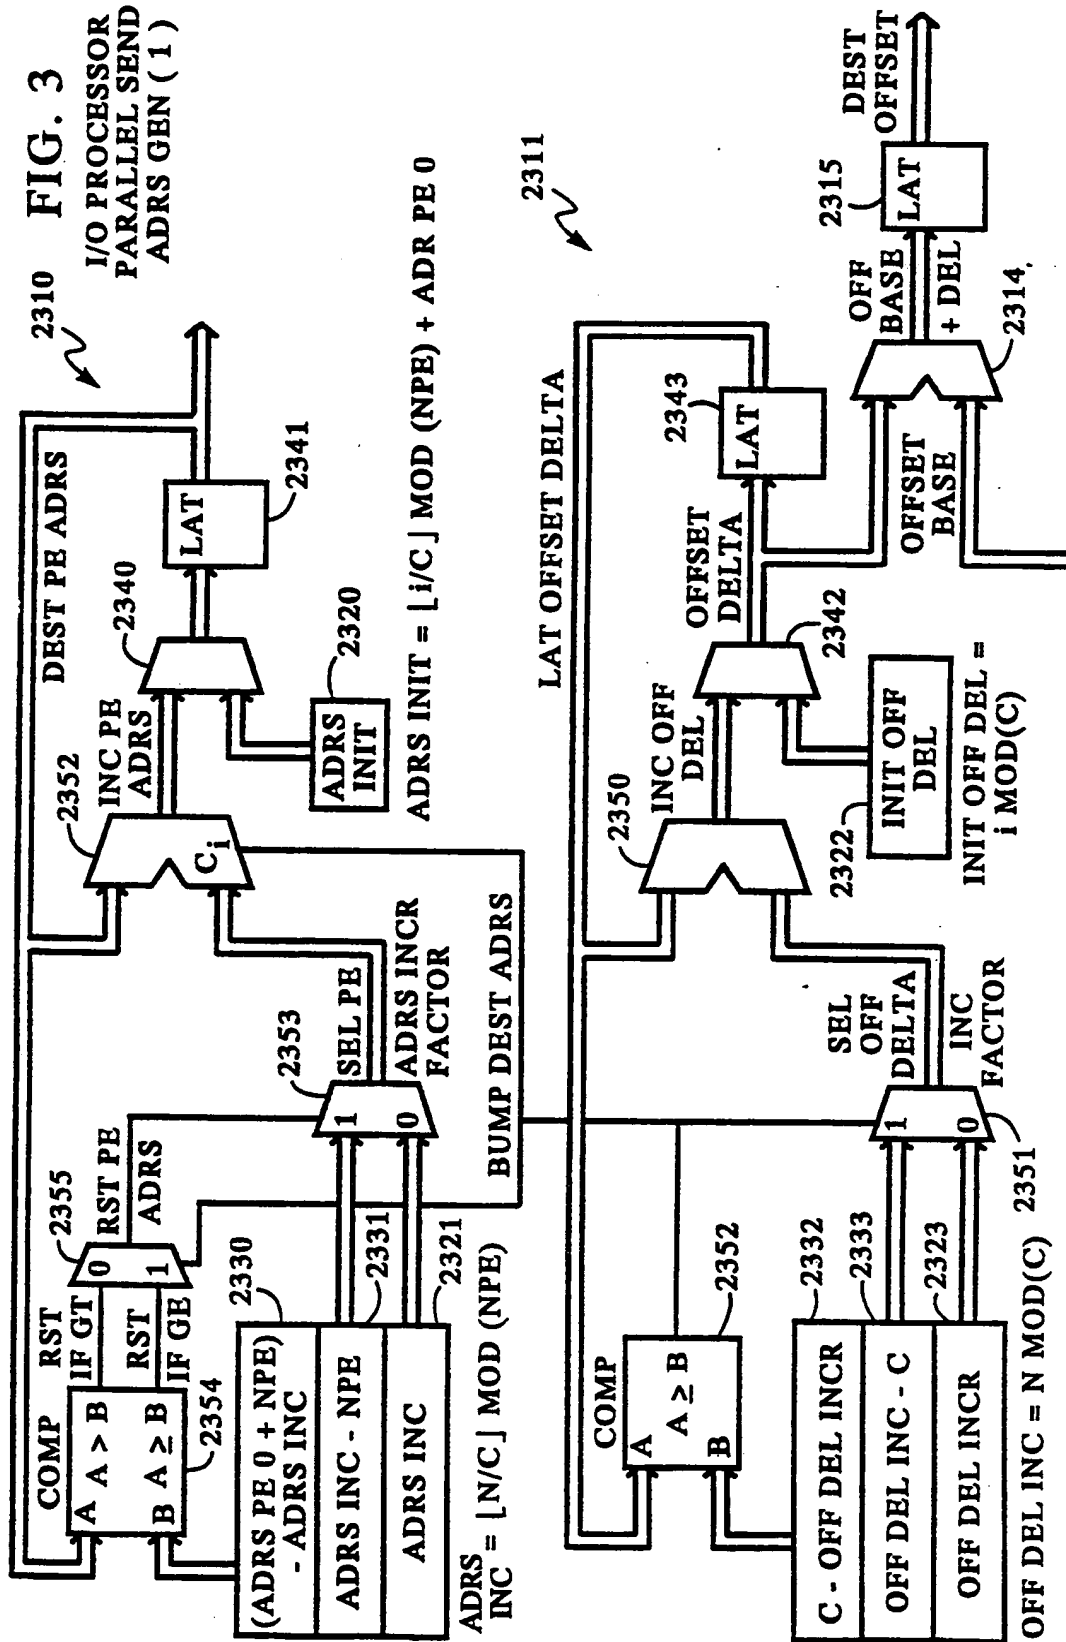 FIG. 3
I/O PROCESSOR
PARALLEL SEND
ADRS GEN ( 1 )
2310
DEST PE ADRS
COMP
A A > B
B A ≥ B
2354
RST
IF GT
RST
IF GE
2355
0
1
RST PE
ADRS
2330
(ADRS PE 0 + NPE)
- ADRS INC
2331
ADRS INC - NPE
2321
ADRS INC
ADRS
INC = ⌊N/C⌋ MOD (NPE)
2353
1
0
SEL PE
ADRS INCR
FACTOR
2352
Ci
INC PE
ADRS
2340
2341
LAT
2320
ADRS
INIT
ADRS INIT = ⌊i/C⌋ MOD (NPE) + ADR PE 0
BUMP DEST ADRS
2311
LAT OFFSET DELTA
COMP
A
A ≥ B
B
2352
2332
C - OFF DEL INCR
2333
OFF DEL INC - C
2323
OFF DEL INCR
OFF DEL INC = N MOD(C)
2351
1
0
SEL
OFF
DELTA
INC
FACTOR
2350
INC OFF
DEL
2322
INIT OFF
DEL
INIT OFF DEL =
i MOD(C)
2342
OFFSET
DELTA
2343
LAT
OFFSET
BASE
2314
OFF
BASE
+ DEL
2315
LAT
DEST
OFFSET